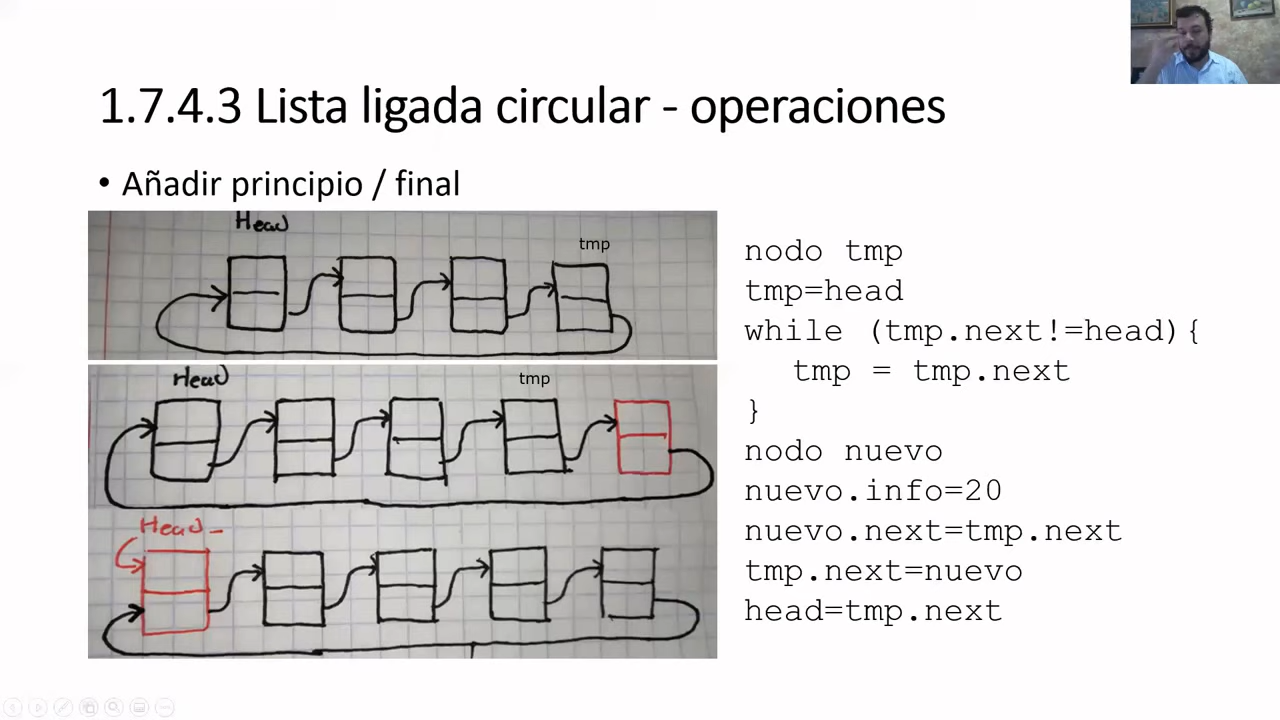 1.7.4.3 Lista ligada circular - operaciones
• Añadir principio / final
Head
tmp
Head
tmp
Head
nodo tmp
tmp=head
while (tmp.next!=head){
tmp = tmp.next
}
nodo nuevo
nuevo.info=20
nuevo.next=tmp.next
tmp.next=nuevo
head=tmp.next